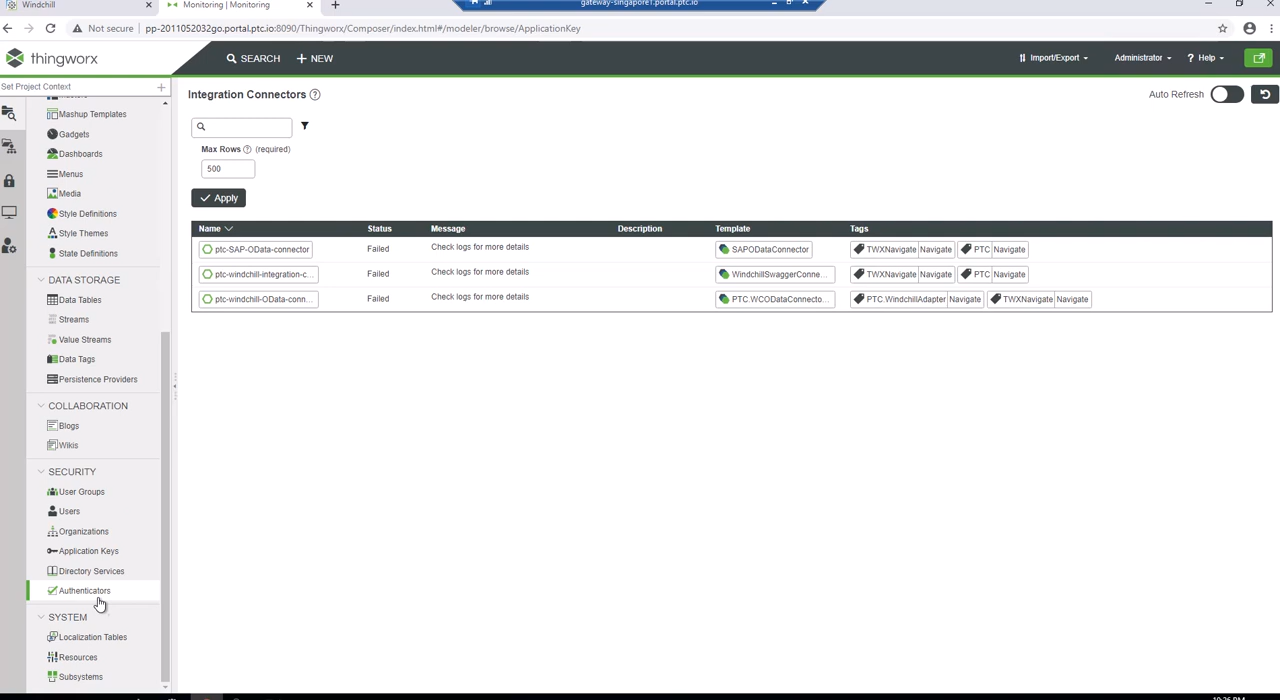 Windchill
Monitoring | Monitoring
gateway-singapore1.portal.ptc.io
Not secure pp-2011052032go.portal.ptc.io:8090/Thingworx/Composer/index.html#/modeler/browse/ApplicationKey
thingworx
SEARCH
NEW
Import/Export
Administrator
Help
Set Project Context
Mashup Templates
Gadgets
Dashboards
Menus
Media
Style Definitions
Style Themes
State Definitions
DATA STORAGE
Data Tables
Streams
Value Streams
Data Tags
Persistence Providers
COLLABORATION
Blogs
Wikis
SECURITY
User Groups
Users
Organizations
Application Keys
Directory Services
Authenticators
SYSTEM
Localization Tables
Resources
Subsystems
Integration Connectors
Auto Refresh
Max Rows (required)
500
Apply
Name Status Message Description Template Tags
ptc-SAP-OData-connector Failed Check logs for more details SAPODataConnector TWXNavigate Navigate PTC Navigate
ptc-windchill-integration-c... Failed Check logs for more details WindchillSwaggerConne... TWXNavigate Navigate PTC Navigate
ptc-windchill-OData-conn... Failed Check logs for more details PTC.WCODataConnecto... PTC.WindchillAdapter Navigate TWXNavigate Navigate